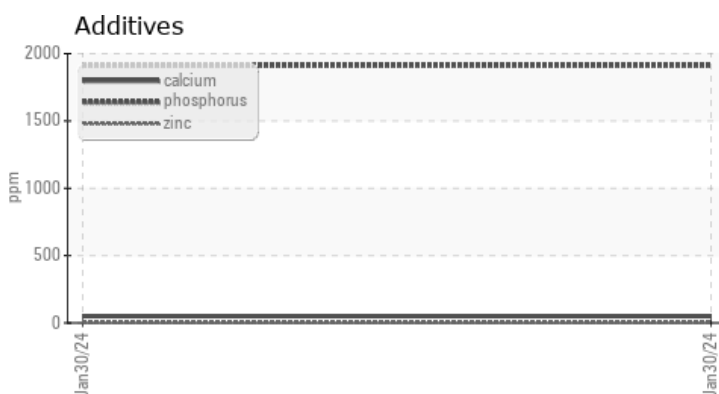 Additives
2000
calcium
phosphorus
zinc
1500
1000
500
0
ppm
Jan30/24
Jan30/24